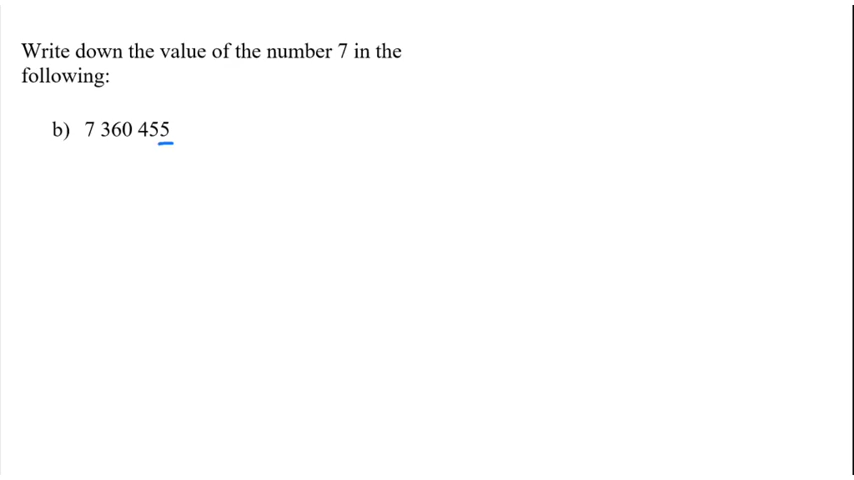 Write down the value of the number 7 in the
following:
b) 7 360 455